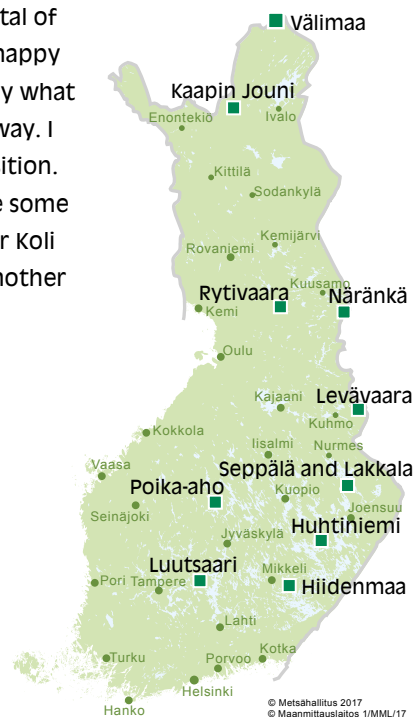 tal of
happy
y what
way. I
sition.
e some
r Koli
nother
Välimaa
Kaapin Jouni
Enontekiö
Ivalo
Kittilä
Sodankylä
Kemijärvi
Rovaniemi
Rytivaara
Kuusamo
Näränkä
Kemi
Oulu
Levävaara
Kajaani
Kuhmo
Kokkola
Iisalmi
Nurmes
Vaasa
Seppälä and Lakkala
Poika-aho
Kuopio
Seinäjoki
Joensuu
Jyväskylä
Huhtiniemi
Luutsaari
Mikkeli
Pori
Tampere
Hiidenmaa
Lahti
Turku
Kotka
Porvoo
Helsinki
Hanko
© Metsähallitus 2017
© Maanmittauslaitos 1/MML/17